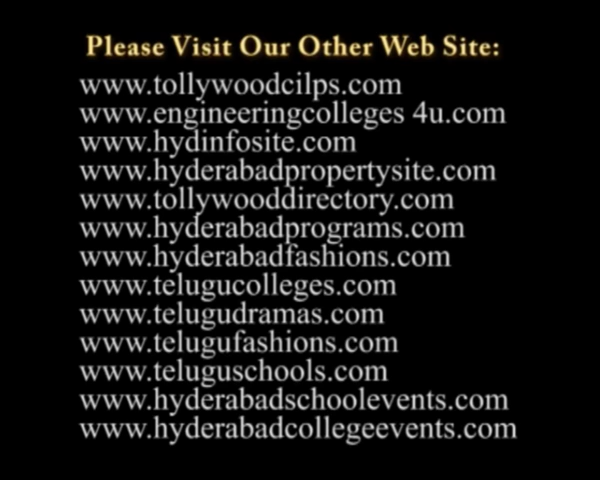 Please Visit Our Other Web Site:
www.tollywoodcilps.com
www.engineeringcolleges 4u.com
www.hydinfosite.com
www.hyderabadpropertysite.com
www.tollywooddirectory.com
www.hyderabadprograms.com
www.hyderabadfashions.com
www.telugucolleges.com
www.telugudramas.com
www.telugufashions.com
www.teluguschools.com
www.hyderabadschoolevents.com
www.hyderabadcollegeevents.com